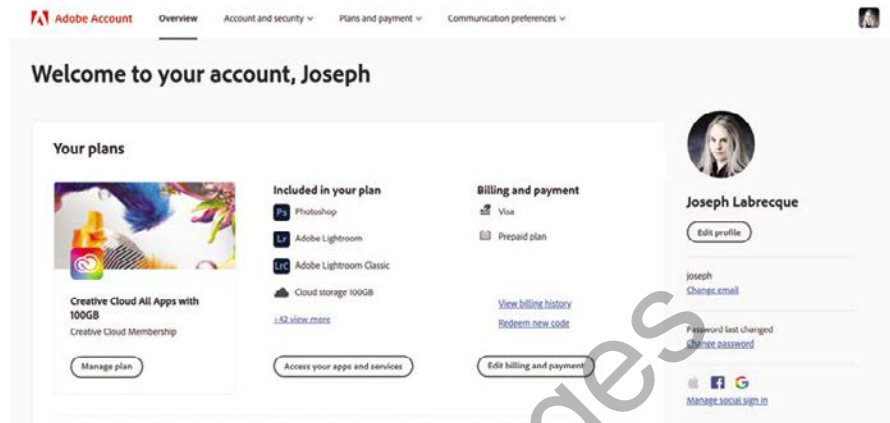 Adobe Account Overview Account and security Plans and payment Communication preferences
Welcome to your account, Joseph
Your plans
Creative Cloud All Apps with
100GB
Creative Cloud Membership
Manage plan
Included in your plan
Ps Photoshop
Lr Adobe Lightroom
LrC Adobe Lightroom Classic
Cloud storage 100GB
+42 view more
Access your apps and services
Billing and payment
Visa
Prepaid plan
View billing history
Redeem new code
Edit billing and payment
Joseph Labrecque
Edit profile
joseph
Change email
Password last changed
Change password
G
Manage social sign in
ges